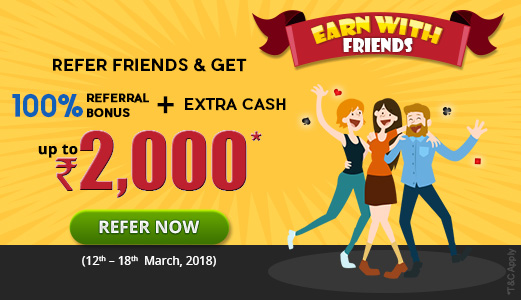 EARN WITH
FRIENDS
REFER FRIENDS & GET
100% REFERRAL BONUS + EXTRA CASH
up to ₹2,000*
REFER NOW
(12th – 18th March, 2018)
*T&C Apply